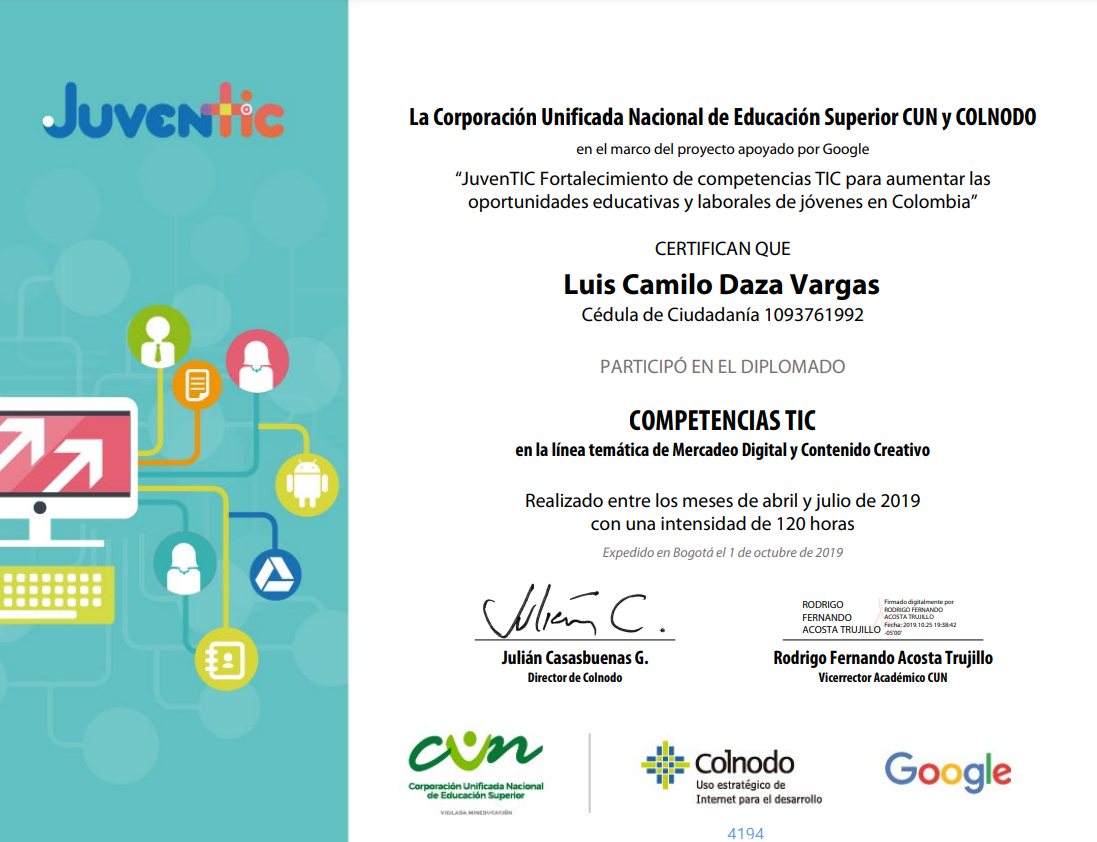 JuvenTIC
La Corporación Unificada Nacional de Educación Superior CUN y COLNODO
en el marco del proyecto apoyado por Google
“JuvenTIC Fortalecimiento de competencias TIC para aumentar las
oportunidades educativas y laborales de jóvenes en Colombia”
CERTIFICAN QUE
Luis Camilo Daza Vargas
Cédula de Ciudadanía 1093761992
PARTICIPÓ EN EL DIPLOMADO
COMPETENCIAS TIC
en la línea temática de Mercadeo Digital y Contenido Creativo
Realizado entre los meses de abril y julio de 2019
con una intensidad de 120 horas
Expedido en Bogotá el 1 de octubre de 2019
Julián C.
Julián Casasbuenas G.
Director de Colnodo
RODRIGO
FERNANDO
ACOSTA TRUJILLO
Firmado digitalmente por
RODRIGO FERNANDO
ACOSTA TRUJILLO
Fecha: 2019.10.25 19:38:42
-05'00'
Rodrigo Fernando Acosta Trujillo
Vicerrector Académico CUN
cun
Corporación Unificada Nacional
de Educación Superior
VIGILADA MINEDUCACIÓN
Colnodo
Uso estratégico de
Internet para el desarrollo
Google
4194